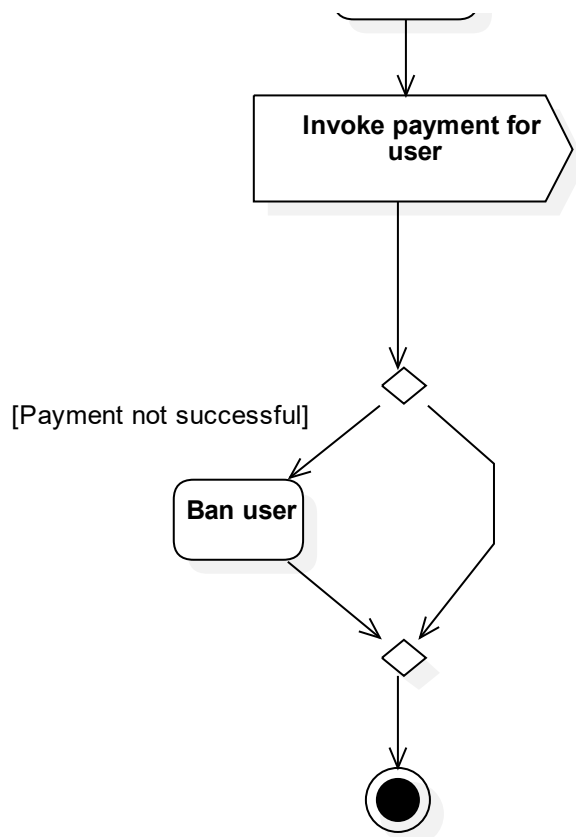 Invoke payment for
user
[Payment not successful]
Ban user